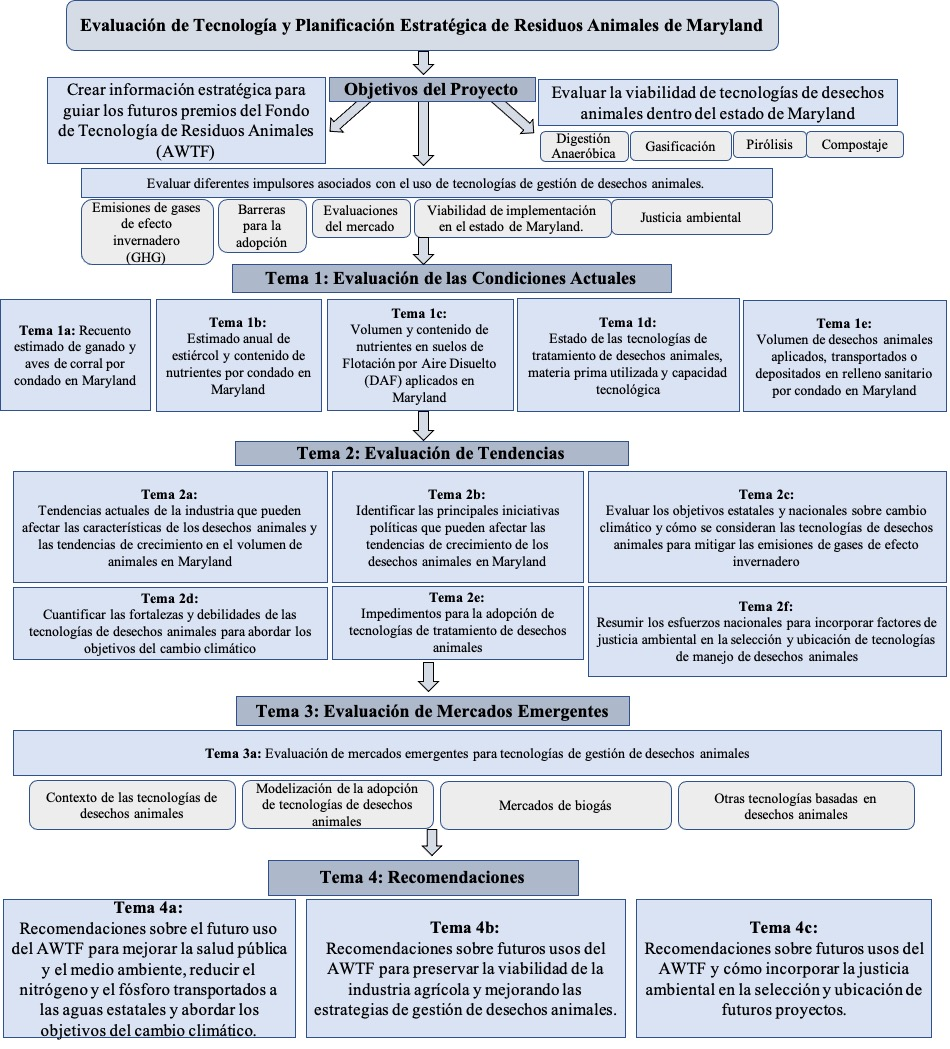 Evaluación de Tecnología y Planificación Estratégica de Residuos Animales de Maryland
Crear información estratégica para
guiar los futuros premios del Fondo
de Tecnología de Residuos Animales
(AWTF)
Objetivos del Proyecto
Evaluar la viabilidad de tecnologías de desechos
animales dentro del estado de Maryland
Digestión
Anaeróbica
Gasificación
Pirólisis
Compostaje
Evaluar diferentes impulsores asociados con el uso de tecnologías de gestión de desechos animales.
Emisiones de gases
de efecto
invernadero
(GHG)
Barreras
para la
adopción
Evaluaciones
del mercado
Viabilidad de implementación
en el estado de Maryland.
Justicia ambiental
Tema 1: Evaluación de las Condiciones Actuales
Tema 1a: Recuento
estimado de ganado y
aves de corral por
condado en Maryland
Tema 1b:
Estimado anual de
estiércol y contenido de
nutrientes por condado en
Maryland
Tema 1c:
Volumen y contenido de
nutrientes en suelos de
Flotación por Aire Disuelto
(DAF) aplicados en
Maryland
Tema 1d:
Estado de las tecnologías de
tratamiento de desechos animales,
materia prima utilizada y capacidad
tecnológica
Tema 1e:
Volumen de desechos animales
aplicados, transportados o
depositados en relleno sanitario
por condado en Maryland
Tema 2: Evaluación de Tendencias
Tema 2a:
Tendencias actuales de la industria que pueden
afectar las características de los desechos animales y
las tendencias de crecimiento en el volumen de
animales en Maryland
Tema 2b:
Identificar las principales iniciativas
políticas que pueden afectar las
tendencias de crecimiento de los
desechos animales en Maryland
Tema 2c:
Evaluar los objetivos estatales y nacionales sobre cambio
climático y cómo se consideran las tecnologías de desechos
animales para mitigar las emisiones de gases de efecto
invernadero
Tema 2d:
Cuantificar las fortalezas y debilidades de las
tecnologías de desechos animales para abordar los
objetivos del cambio climático
Tema 2e:
Impedimentos para la adopción de
tecnologías de tratamiento de desechos
animales
Tema 2f:
Resumir los esfuerzos nacionales para incorporar factores de
justicia ambiental en la selección y ubicación de tecnologías
de manejo de desechos animales
Tema 3: Evaluación de Mercados Emergentes
Tema 3a: Evaluación de mercados emergentes para tecnologías de gestión de desechos animales
Contexto de las tecnologías de
desechos animales
Modelización de la adopción
de tecnologías de desechos
animales
Mercados de biogás
Otras tecnologías basadas en
desechos animales
Tema 4: Recomendaciones
Tema 4a:
Recomendaciones sobre el futuro uso
del AWTF para mejorar la salud pública
y el medio ambiente, reducir el
nitrógeno y el fósforo transportados a
las aguas estatales y abordar los
objetivos del cambio climático.
Tema 4b:
Recomendaciones sobre futuros usos del
AWTF para preservar la viabilidad de la
industria agrícola y mejorando las
estrategias de gestión de desechos animales.
Tema 4c:
Recomendaciones sobre futuros usos del
AWTF y cómo incorporar la justicia
ambiental en la selección y ubicación de
futuros proyectos.